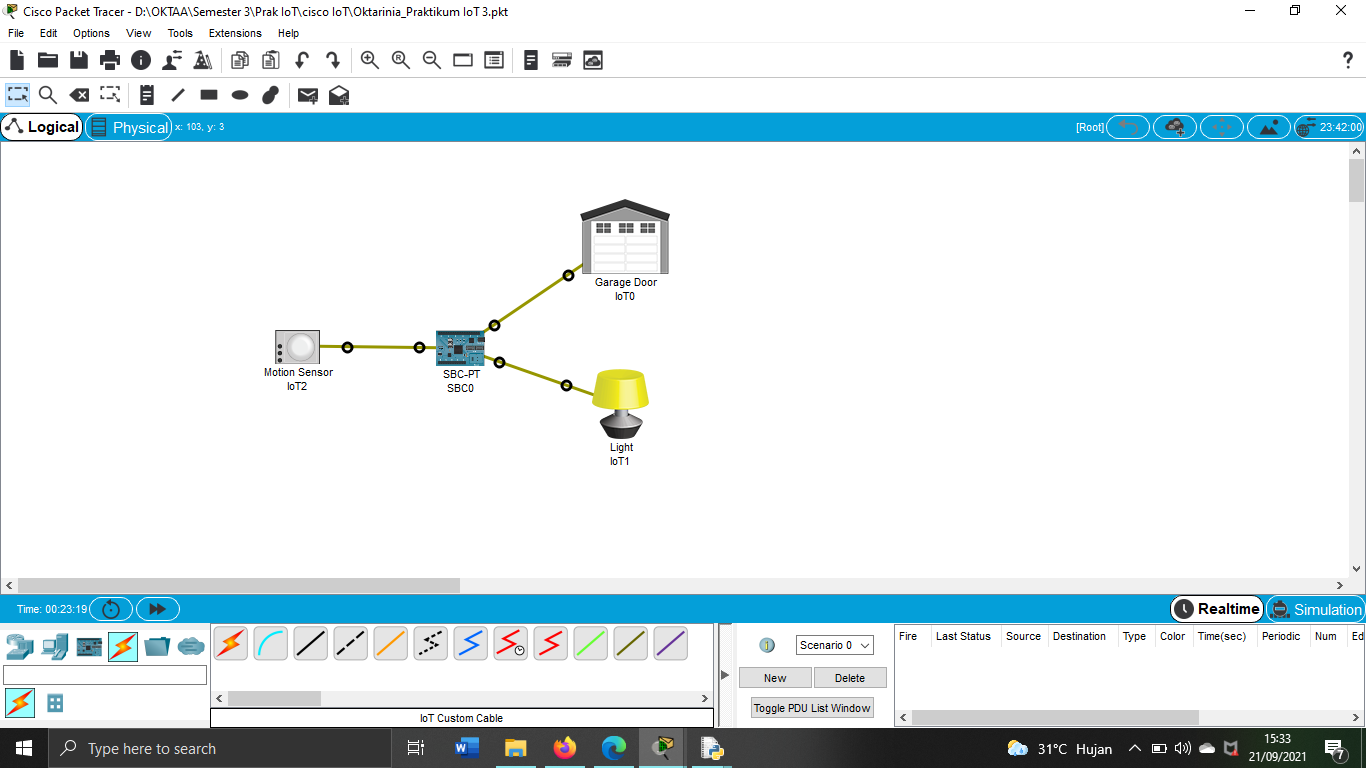 Cisco Packet Tracer - D:\OKTAA\Semester 3\Prak IoT\cisco IoT\Oktarinia_Praktikum IoT 3.pkt
File Edit Options View Tools Extensions Help
Logical Physical x: 103, y: 3 [Root] 23:42:00
Garage Door
IoT0
Motion Sensor
IoT2
SBC-PT
SBC0
Light
IoT1
Time: 00:23:19 Realtime Simulation
Scenario 0
New Delete
Toggle PDU List Window
Fire Last Status Source Destination Type Color Time(sec) Periodic Num Ed
IoT Custom Cable
Type here to search
31°C Hujan
15:33
21/09/2021
7